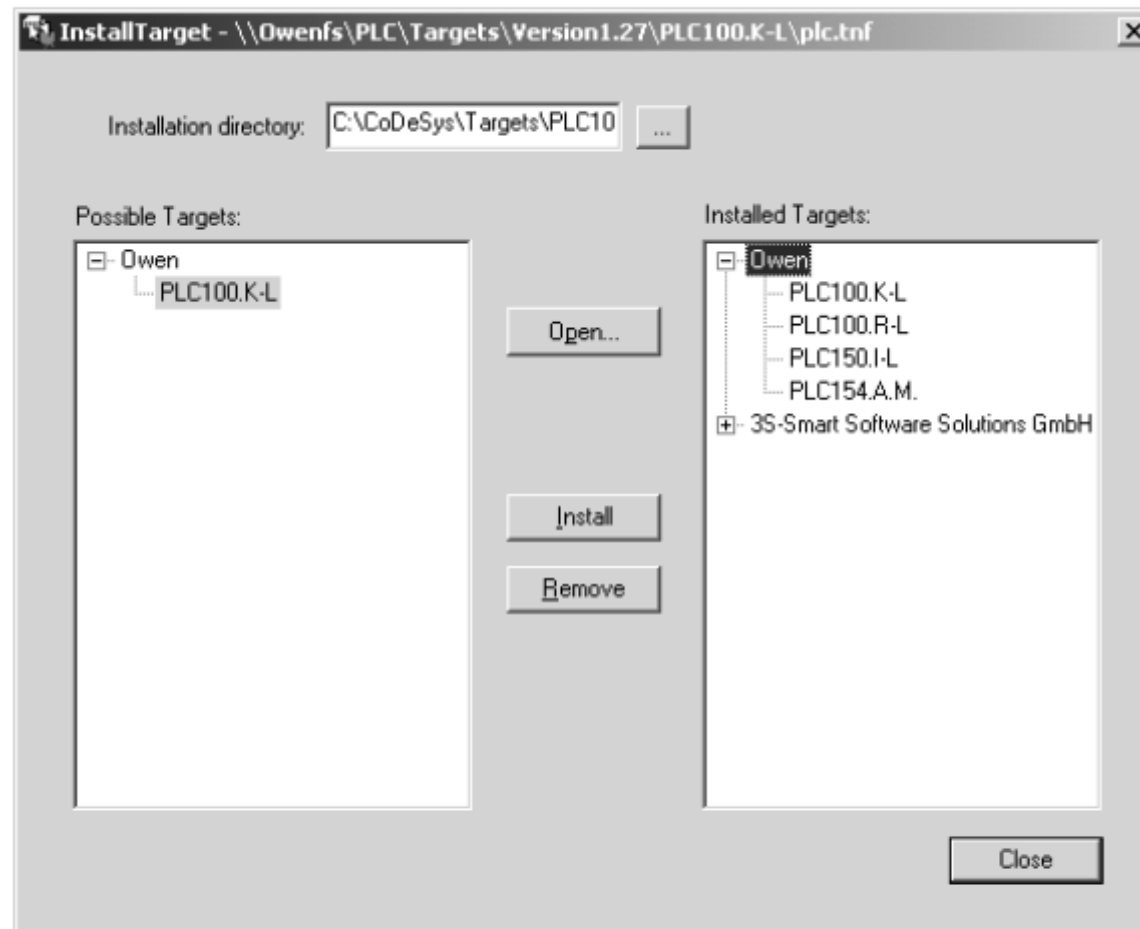 InstallTarget - \\Owenfs\PLC\Targets\Version1.27\PLC100.K-L\plc.tnf
Installation directory: C:\CoDeSys\Targets\PLC10 ...
Possible Targets:
Owen
PLC100.K-L
Open...
Install
Remove
Installed Targets:
Owen
PLC100.K-L
PLC100.R-L
PLC150.I-L
PLC154.A.M.
3S-Smart Software Solutions GmbH
Close